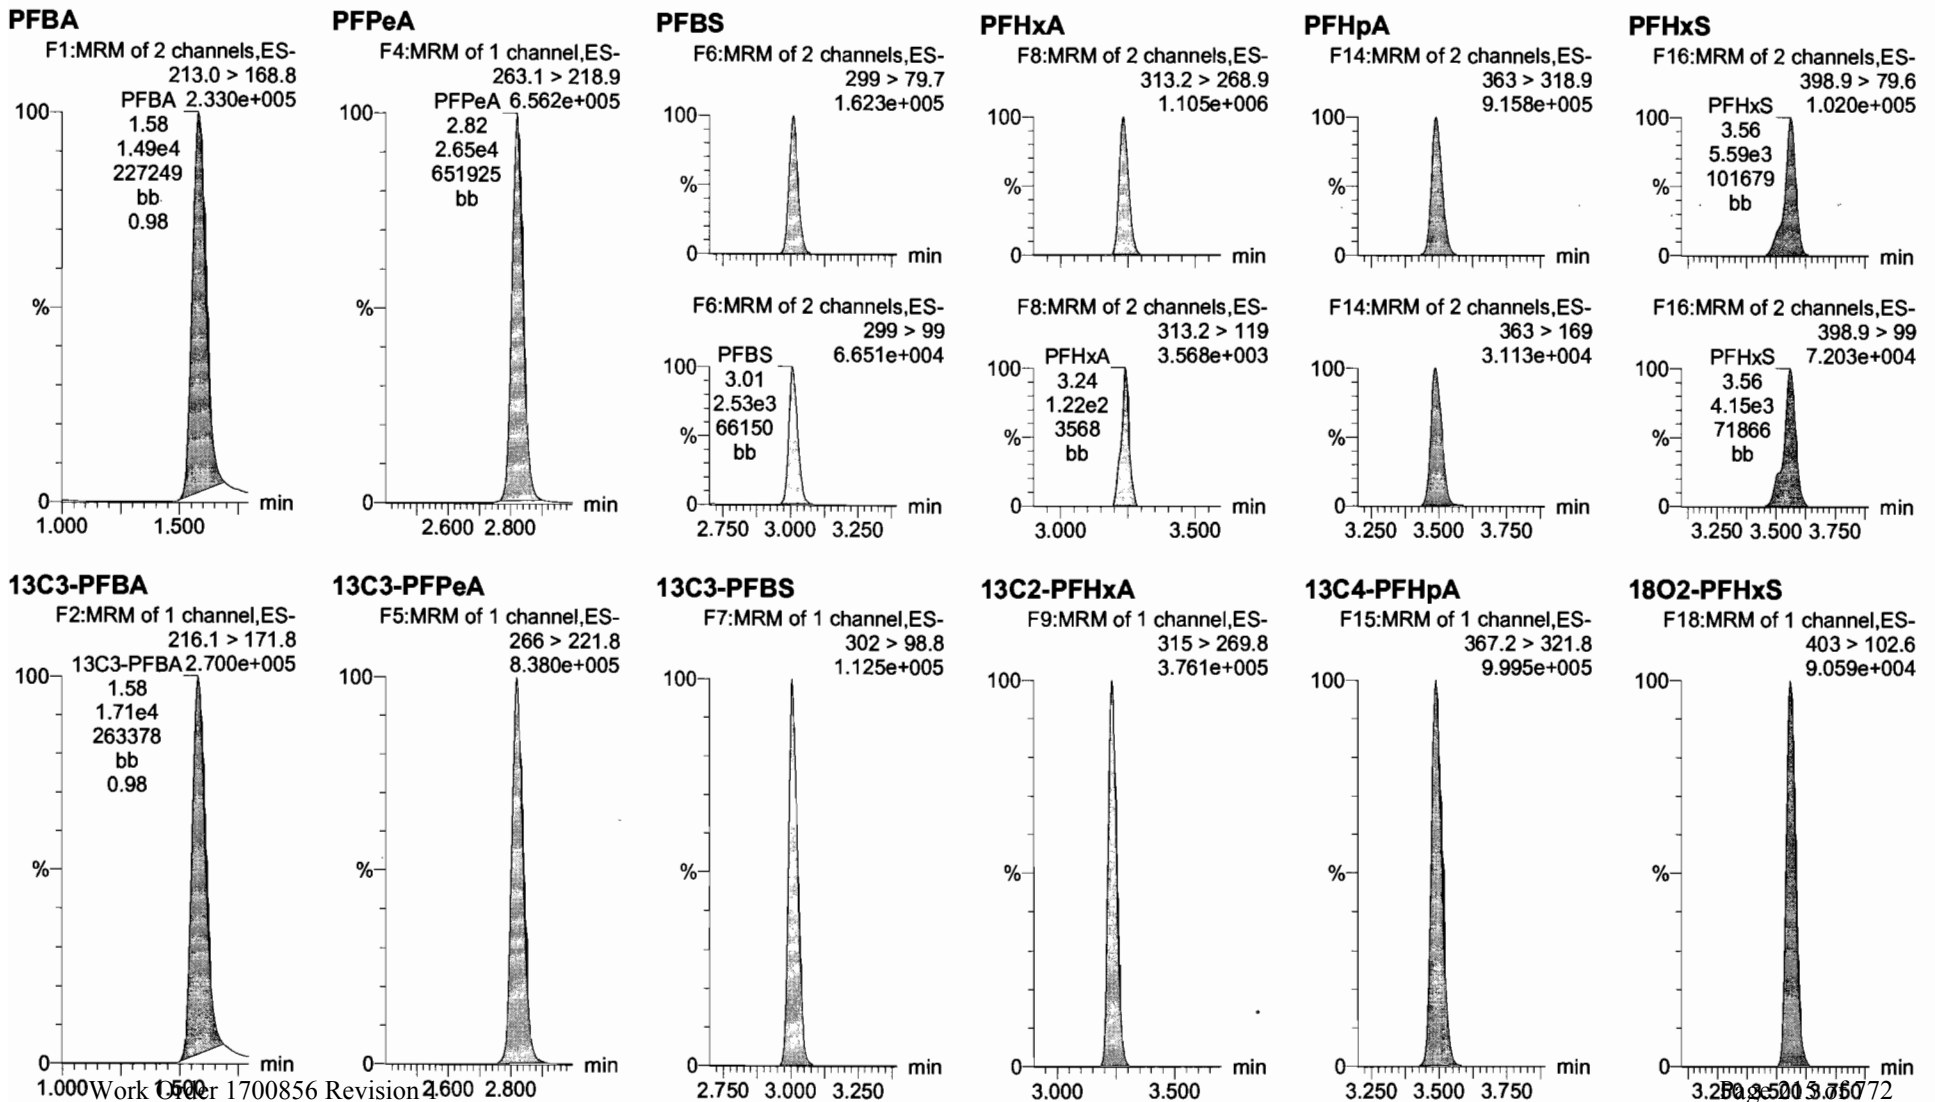 PFBA
F1:MRM of 2 channels,ES-
213.0 > 168.8
PFBA 2.330e+005
100
1.58
1.49e4
227249
bb
0.98
%
0
min
1.000 1.500
PFPeA
F4:MRM of 1 channel,ES-
263.1 > 218.9
PFPeA 6.562e+005
100
2.82
2.65e4
651925
bb
%
0
min
2.600 2.800
PFBS
F6:MRM of 2 channels,ES-
299 > 79.7
1.623e+005
100
%
0
min
F6:MRM of 2 channels,ES-
299 > 99
PFBS 6.651e+004
100
3.01
2.53e3
66150
bb
%
0
min
2.750 3.000 3.250
PFHxA
F8:MRM of 2 channels,ES-
313.2 > 268.9
1.105e+006
100
%
0
min
F8:MRM of 2 channels,ES-
313.2 > 119
PFHxA 3.568e+003
100
3.24
1.22e2
3568
bb
%
0
min
3.000 3.500
PFHpA
F14:MRM of 2 channels,ES-
363 > 318.9
9.158e+005
100
%
0
min
F14:MRM of 2 channels,ES-
363 > 169
3.113e+004
100
%
0
min
3.250 3.500 3.750
PFHxS
F16:MRM of 2 channels,ES-
398.9 > 79.6
PFHxS 1.020e+005
100
3.56
5.59e3
101679
bb
%
0
min
F16:MRM of 2 channels,ES-
398.9 > 99
PFHxS 7.203e+004
100
3.56
4.15e3
71866
bb
%
0
min
3.250 3.500 3.750
13C3-PFBA
F2:MRM of 1 channel,ES-
216.1 > 171.8
13C3-PFBA 2.700e+005
100
1.58
1.71e4
263378
bb
0.98
%
0
min
1.000 1.500
13C3-PFPeA
F5:MRM of 1 channel,ES-
266 > 221.8
8.380e+005
100
%
0
min
2.600 2.800
13C3-PFBS
F7:MRM of 1 channel,ES-
302 > 98.8
1.125e+005
100
%
0
min
2.750 3.000 3.250
13C2-PFHxA
F9:MRM of 1 channel,ES-
315 > 269.8
3.761e+005
100
%
0
min
3.000 3.500
13C4-PFHpA
F15:MRM of 1 channel,ES-
367.2 > 321.8
9.995e+005
100
%
0
min
3.250 3.500 3.750
18O2-PFHxS
F18:MRM of 1 channel,ES-
403 > 102.6
9.059e+004
100
%
0
min
3.250 3.500 3.750
Work Order 1700856 Revision 1
Page 215 of 772